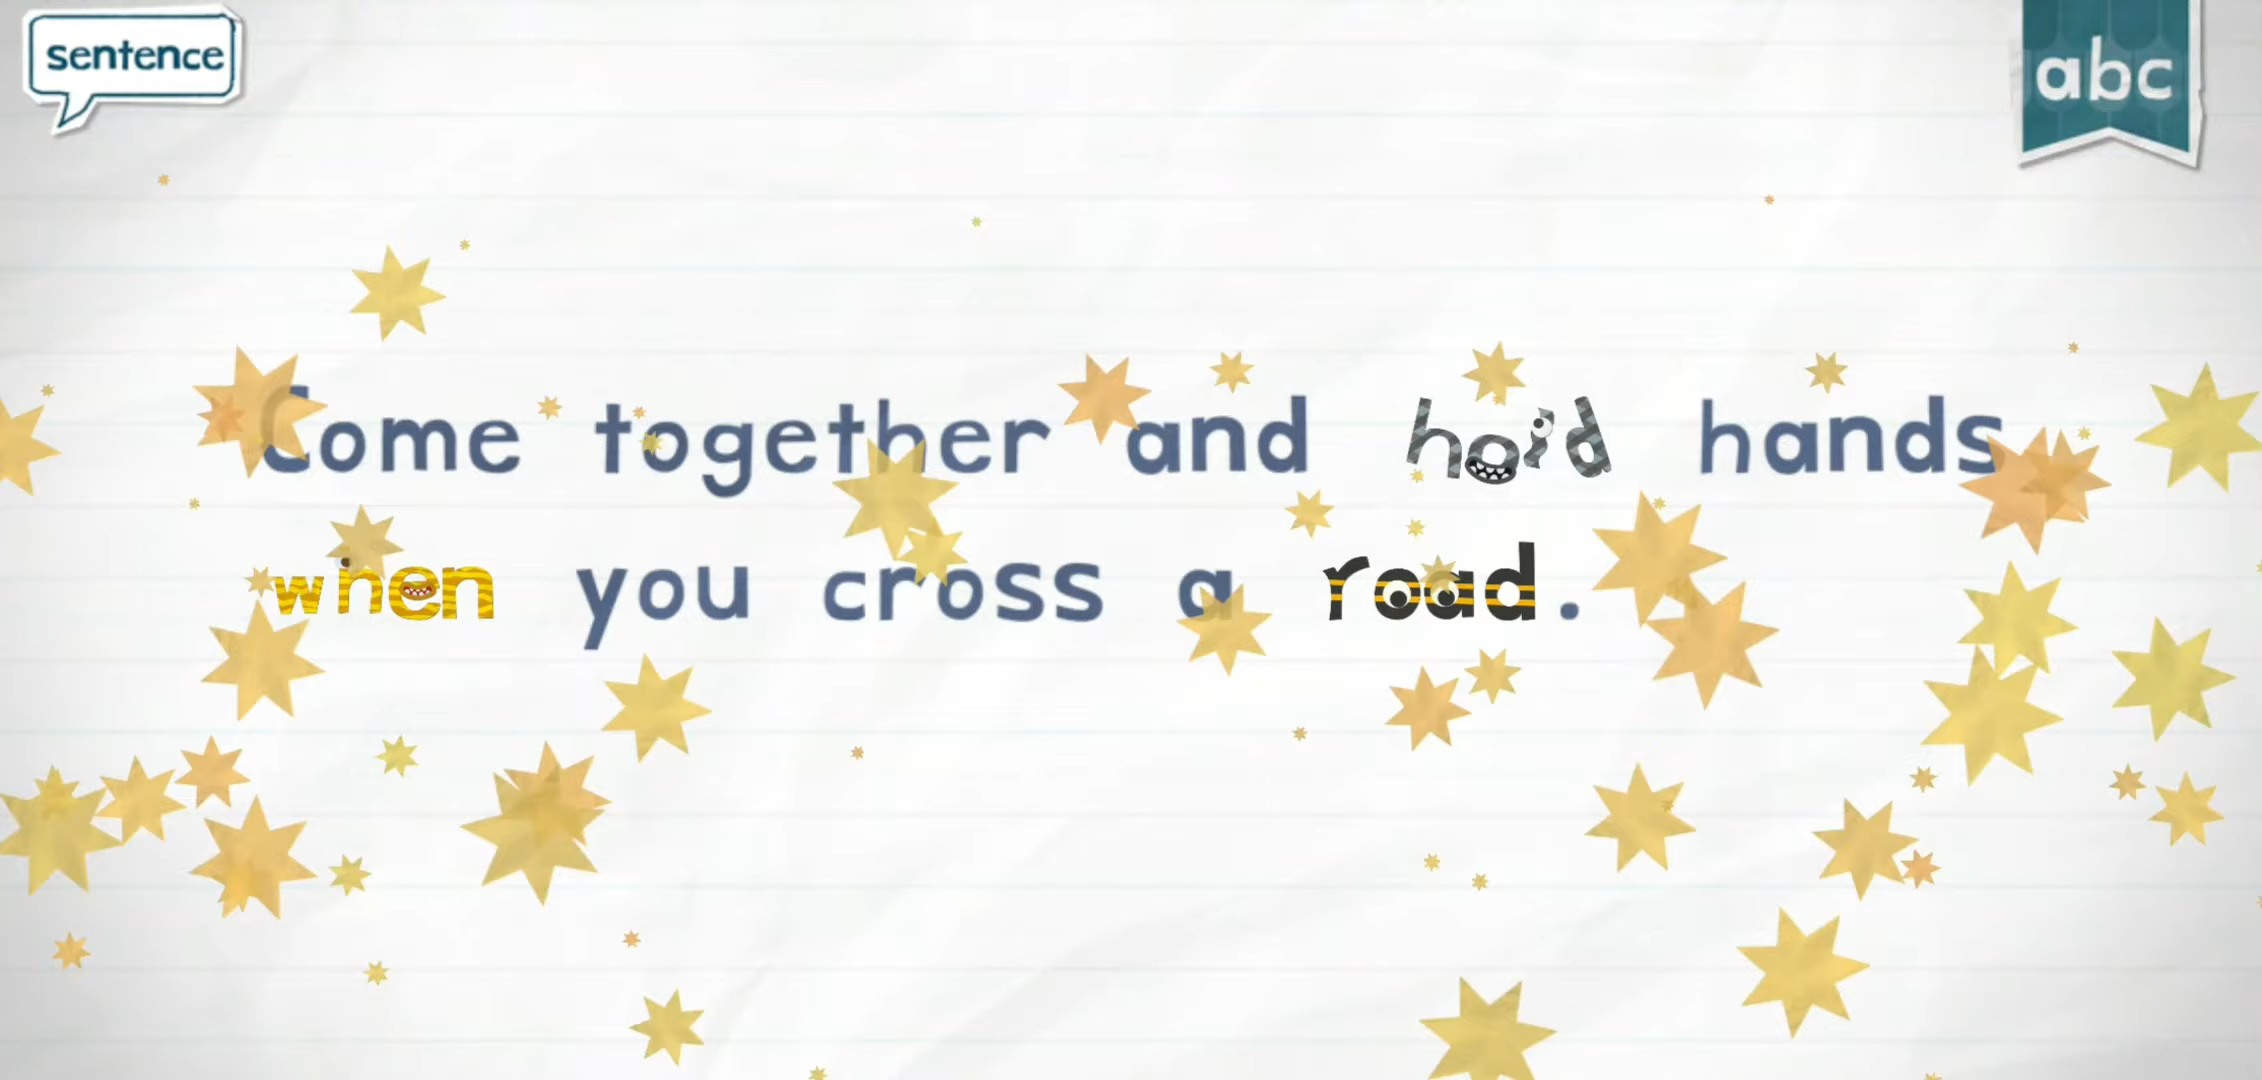 sentence
abc
Come together and hold hands
when you cross a road.